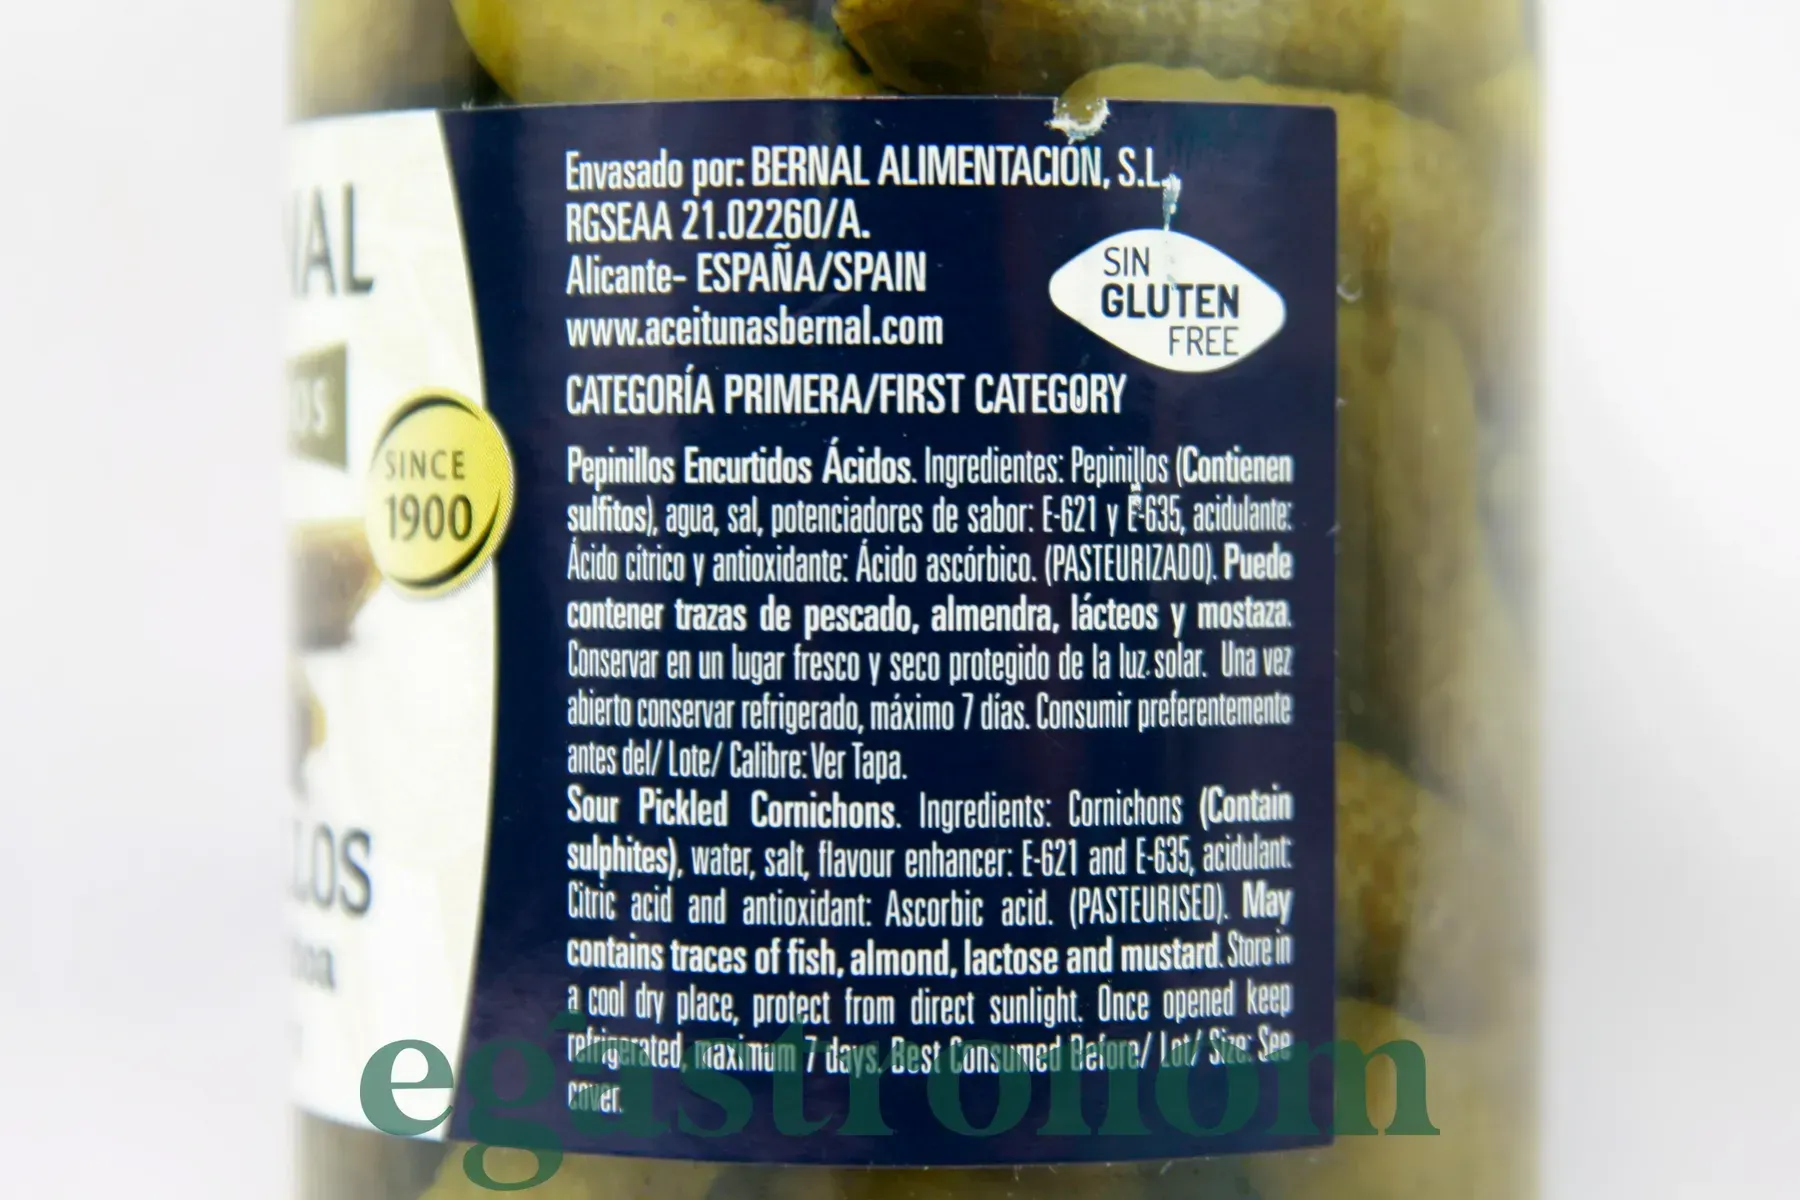 Envasado por: BERNAL ALIMENTACIÓN, S.L.,
RGSEAA 21.02260/A.
Alicante- ESPAÑA/SPAIN
www.aceitunasbernal.com
SIN
GLUTEN
FREE
CATEGORÍA PRIMERA/FIRST CATEGORY
SINCE
1900
Pepinillos Encurtidos Ácidos. Ingredientes: Pepinillos (Contienen
sulfitos), agua, sal, potenciadores de sabor: E-621 y E-635, acidulante:
Ácido cítrico y antioxidante: Ácido ascórbico. (PASTEURIZADO). Puede
contener trazas de pescado, almendra, lácteos y mostaza.
Conservar en un lugar fresco y seco protegido de la luz solar. Una vez
abierto conservar refrigerado, máximo 7 días. Consumir preferentemente
antes del/ Lote/ Calibre: Ver Tapa.
Sour Pickled Cornichons. Ingredients: Cornichons (Contain
sulphites), water, salt, flavour enhancer: E-621 and E-635, acidulant:
Citric acid and antioxidant: Ascorbic acid. (PASTEURISED). May
contains traces of fish, almond, lactose and mustard. Store in
a cool dry place, protect from direct sunlight. Once opened keep
refrigerated, maximum 7 days. Best Consumed Before/ Lot/ Size: See
cover.
egastronom